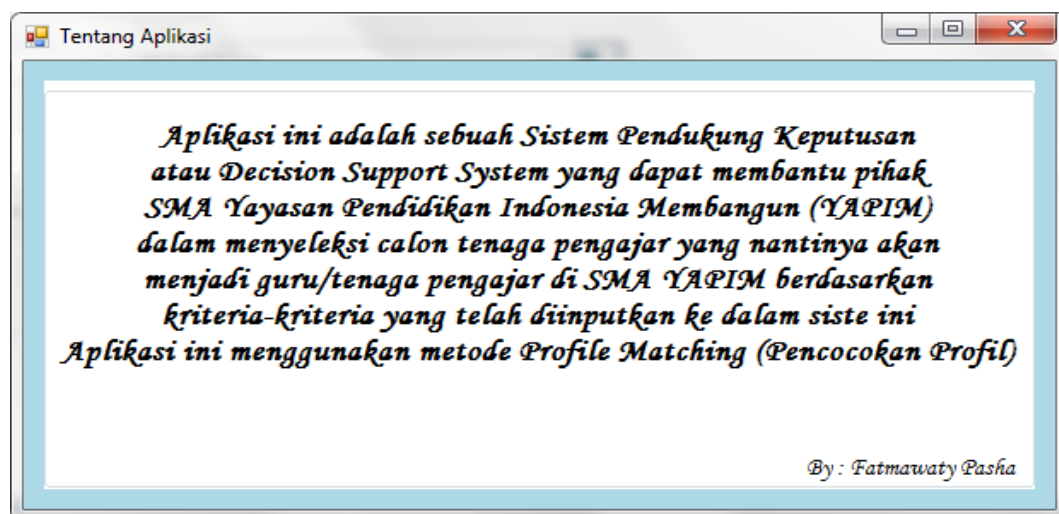 Tentang Aplikasi
Aplikasi ini adalah sebuah Sistem Pendukung Keputusan
atau Decision Support System yang dapat membantu pihak
SMA Yayasan Pendidikan Indonesia Membangun (YAPIM)
dalam menyeleksi calon tenaga pengajar yang nantinya akan
menjadi guru/tenaga pengajar di SMA YAPIM berdasarkan
kriteria-kriteria yang telah diinputkan ke dalam siste ini
Aplikasi ini menggunakan metode Profile Matching (Pencocokan Profil)
By : Fatmawaty Pasha